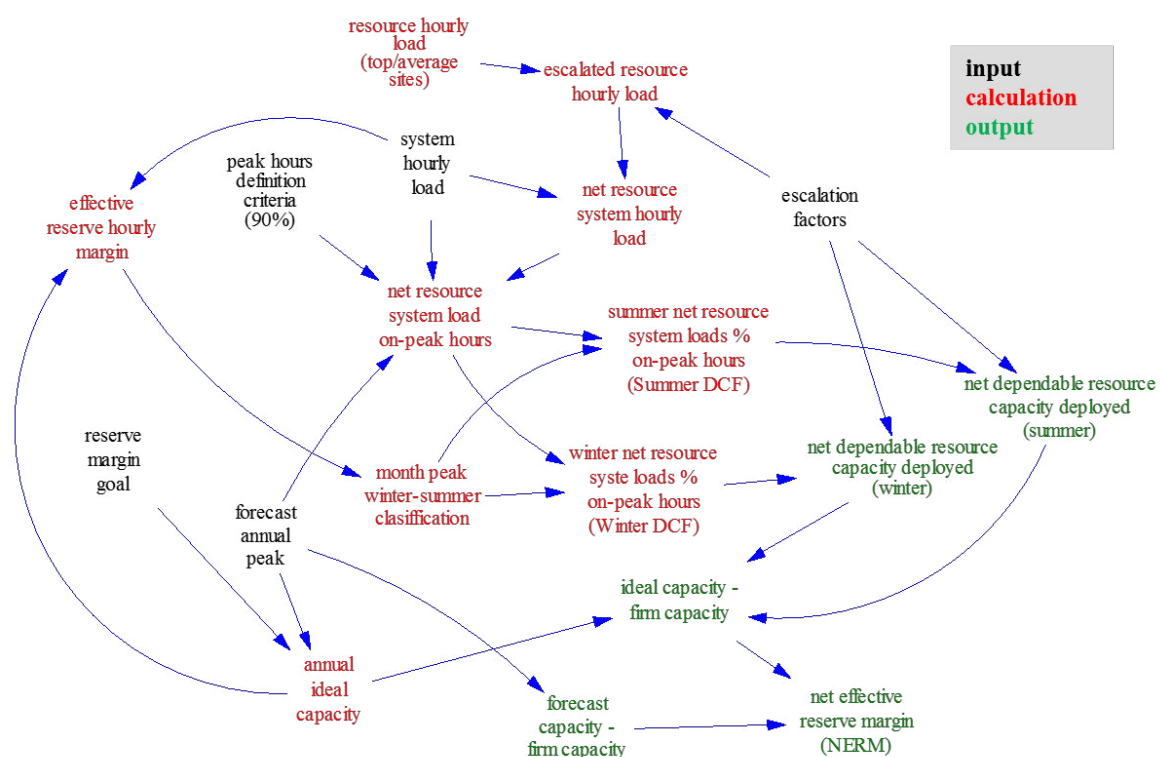 resource hourly
load
(top/average
sites)
escalated resource
hourly load
input
calculation
output
system
hourly
load
peak hours
definition
criteria
(90%)
effective
reserve hourly
margin
net resource
system hourly
load
escalation
factors
net resource
system load
on-peak hours
summer net resource
system loads %
on-peak hours
(Summer DCF)
net dependable resource
capacity deployed
(summer)
reserve
margin
goal
month peak
winter-summer
clasiffication
winter net resource
syste loads %
on-peak hours
(Winter DCF)
net dependable resource
capacity deployed
(winter)
forecast
annual
peak
ideal capacity -
firm capacity
annual
ideal
capacity
forecast
capacity -
firm capacity
net effective
reserve margin
(NERM)